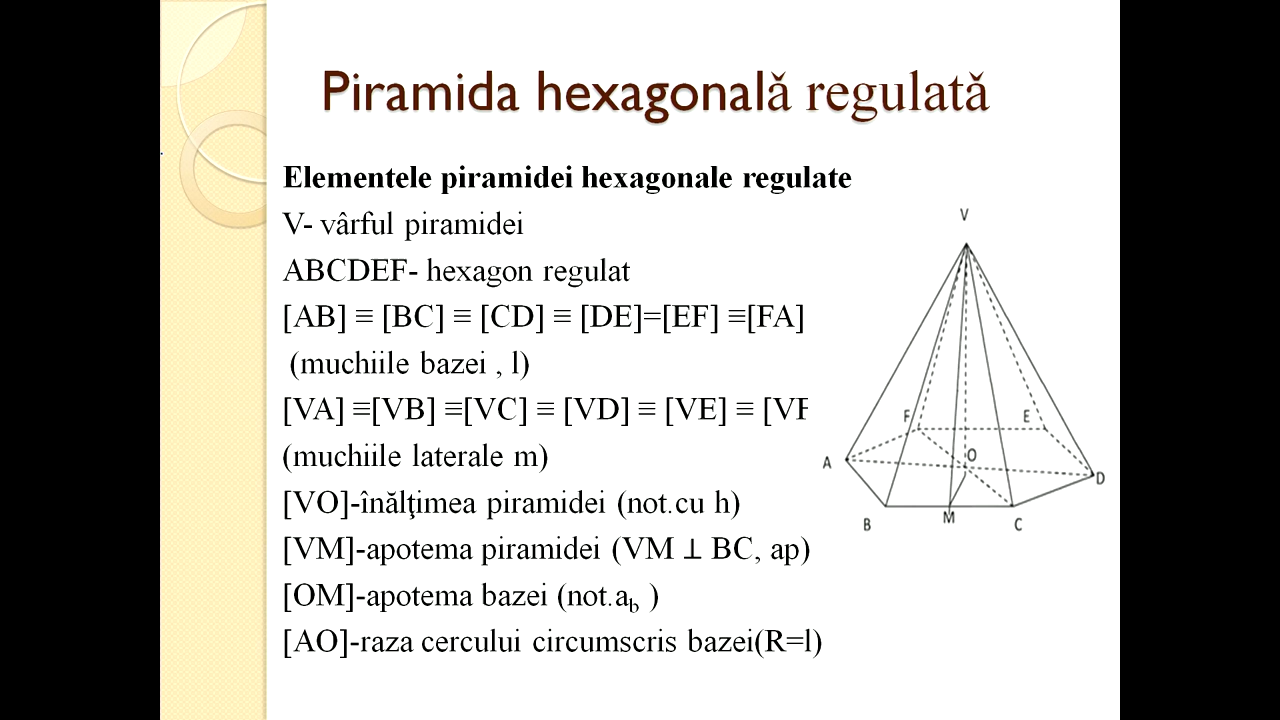 Piramida hexagonală regulată
Elementele piramidei hexagonale regulate
V- vârful piramidei
ABCDEF- hexagon regulat
[AB] ≡ [BC] ≡ [CD] ≡ [DE]=[EF] ≡[FA]
(muchiile bazei , l)
[VA] ≡[VB] ≡[VC] ≡ [VD] ≡ [VE] ≡ [VF
(muchiile laterale m)
[VO]-înălţimea piramidei (not.cu h)
[VM]-apotema piramidei (VM ⊥ BC, ap)
[OM]-apotema bazei (not.ab )
[AO]-raza cercului circumscris bazei(R=l)
V
F
E
A
O
D
B
M
C